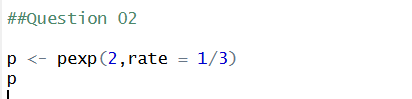 ##Question 02
p <- pexp(2,rate = 1/3)
p